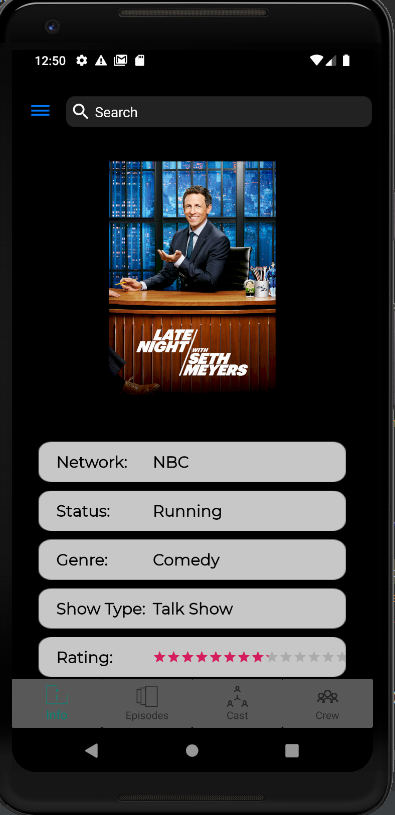 12:50
Search
LATE
NIGHT WITH
SETH
MEYERS
Network: NBC
Status: Running
Genre: Comedy
Show Type: Talk Show
Rating:
Info Episodes Cast Crew